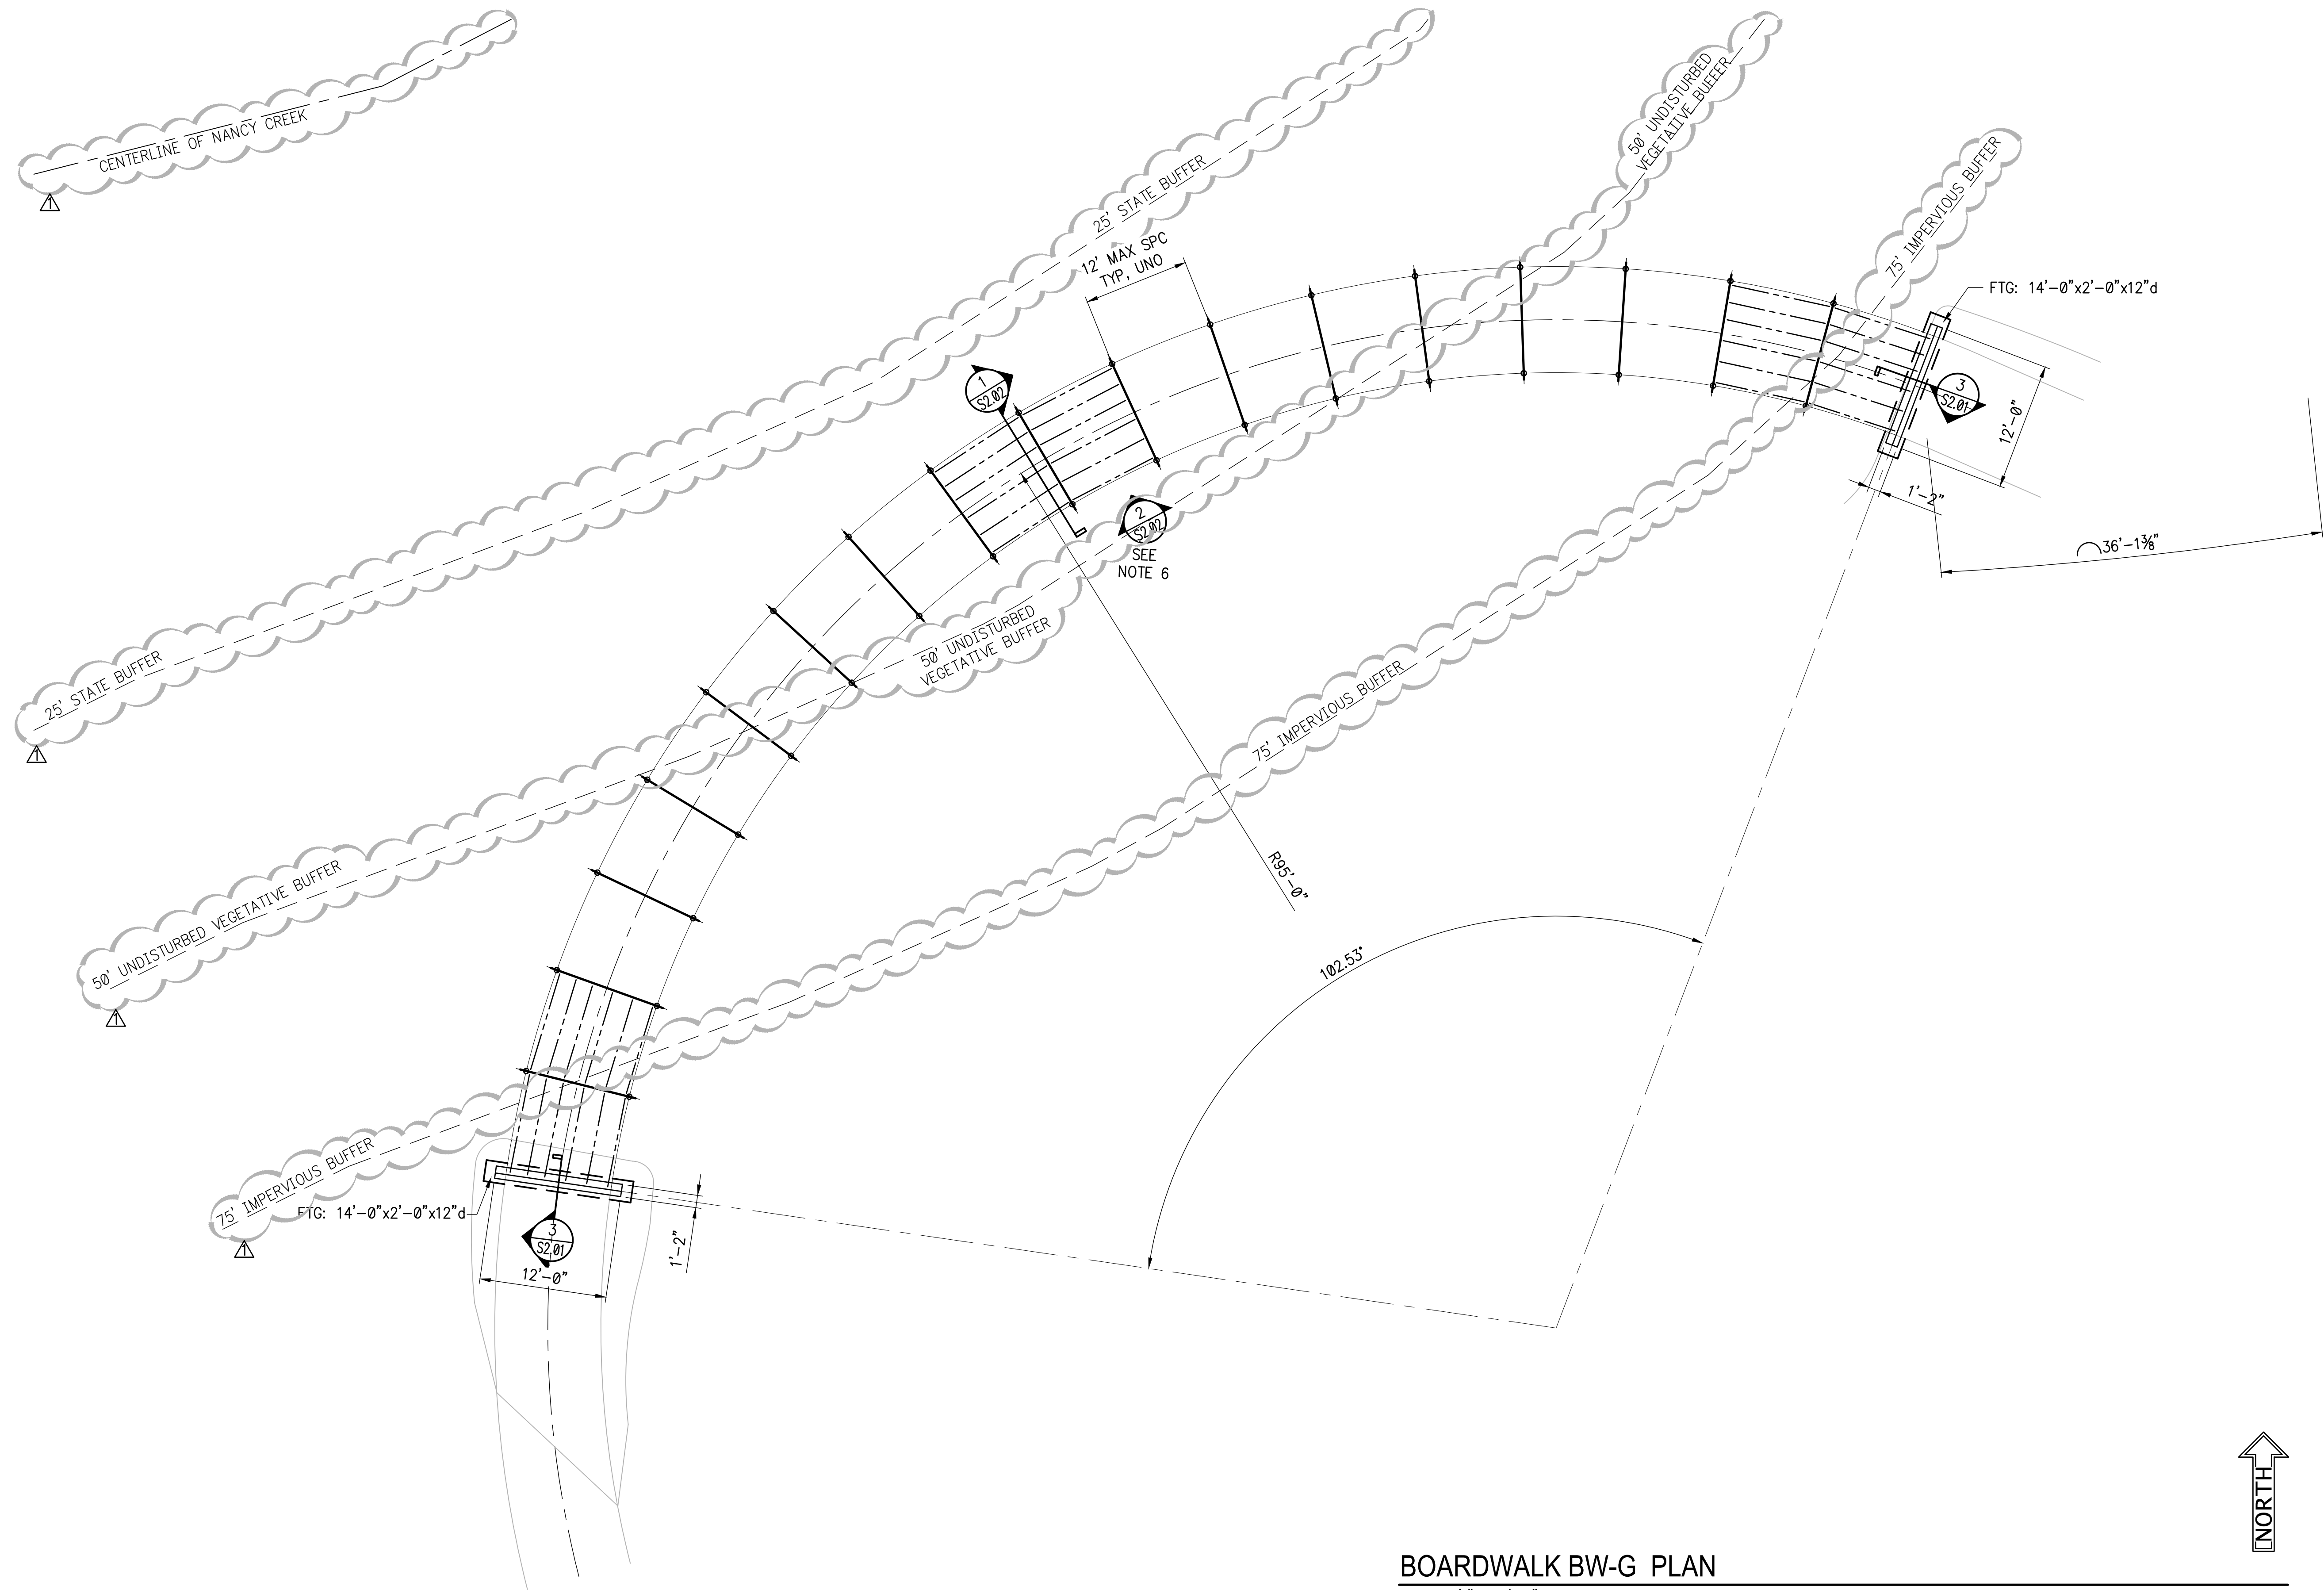 CENTERLINE OF NANCY CREEK
1
25' STATE BUFFER
12' MAX SPC
TYP, UNO
50' UNDISTURBED
VEGETATIVE BUFFER
75' IMPERVIOUS BUFFER
FTG: 14'-0"x2'-0"x12"d
1
S2.02
3
S2.01
12'-0"
1'-2"
36'-1⅜"
2
S2.02
SEE
NOTE 6
50' UNDISTURBED
VEGETATIVE BUFFER
25' STATE BUFFER
1
75' IMPERVIOUS BUFFER
R95'-0"
50' UNDISTURBED VEGETATIVE BUFFER
1
102.53°
75' IMPERVIOUS BUFFER
1
FTG: 14'-0"x2'-0"x12"d
3
S2.01
12'-0"
1'-2"
NORTH
BOARDWALK BW-G PLAN